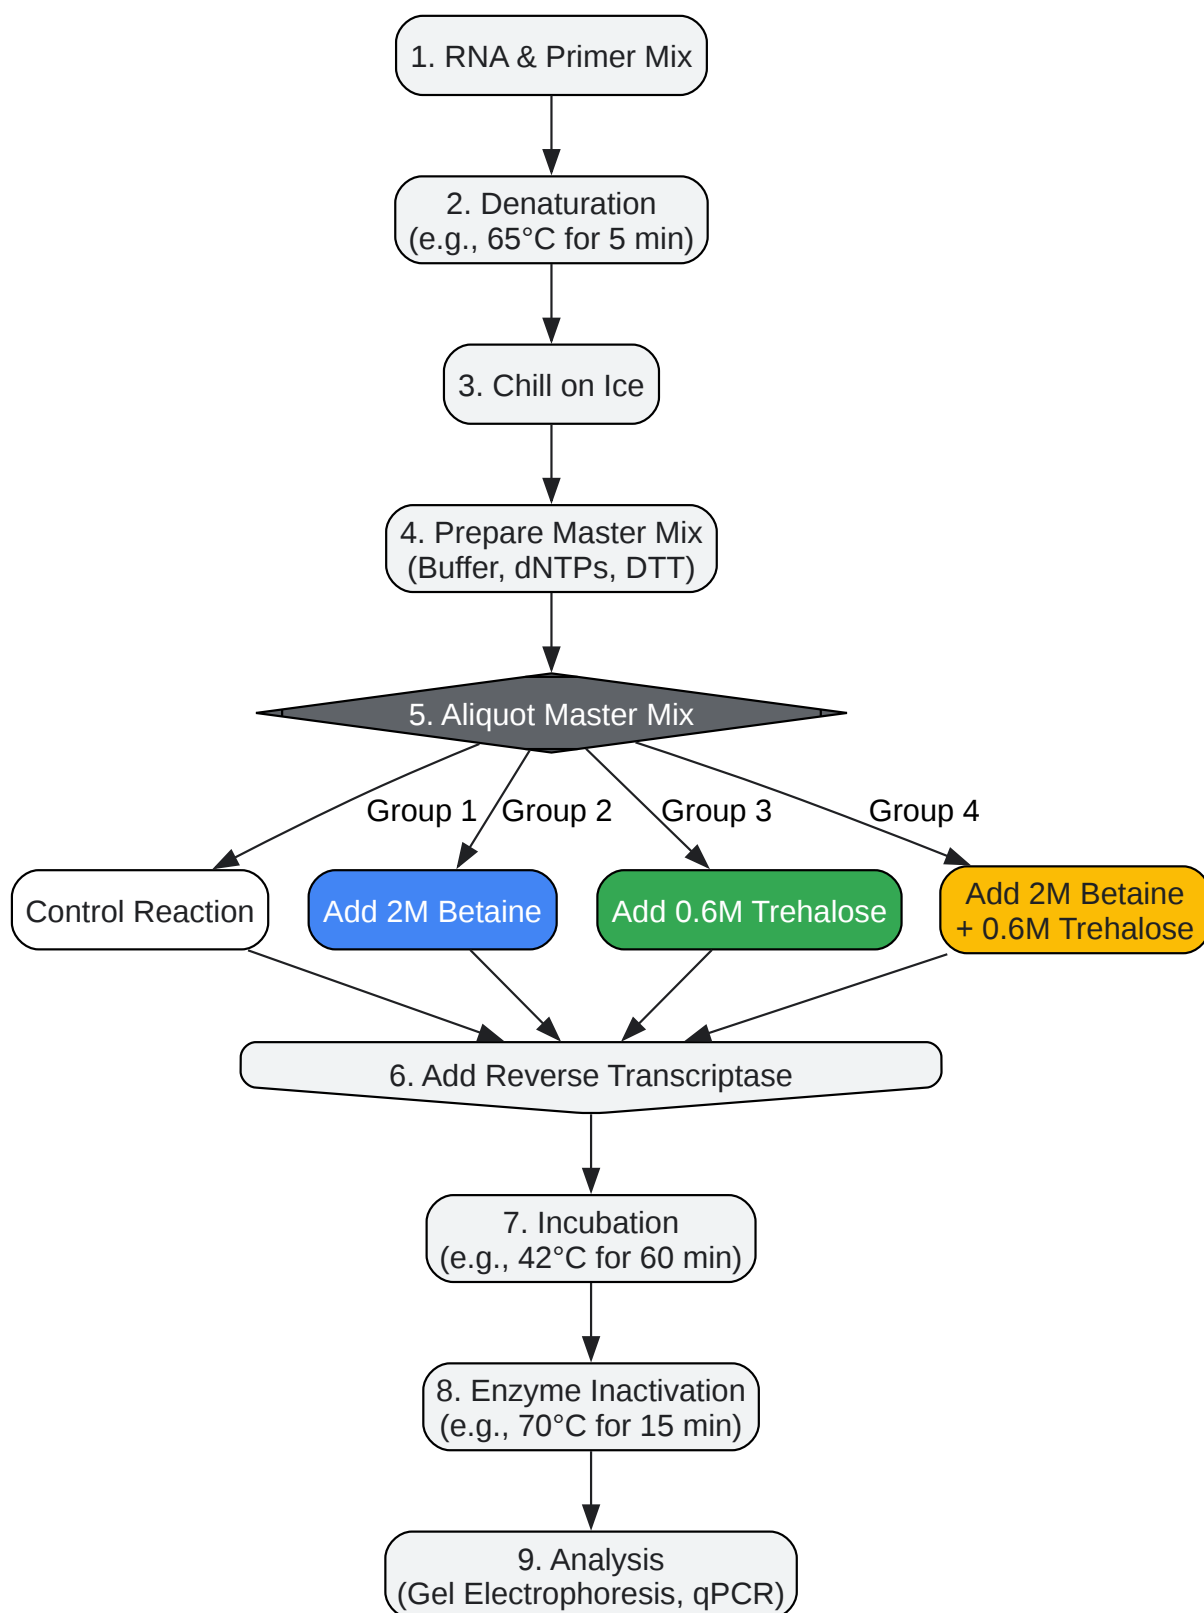 1. RNA & Primer Mix
2. Denaturation
(e.g., 65°C for 5 min)
3. Chill on Ice
4. Prepare Master Mix
(Buffer, dNTPs, DTT)
5. Aliquot Master Mix
Group 1
Group 2
Group 3
Group 4
Control Reaction
Add 2M Betaine
Add 0.6M Trehalose
Add 2M Betaine
+ 0.6M Trehalose
6. Add Reverse Transcriptase
7. Incubation
(e.g., 42°C for 60 min)
8. Enzyme Inactivation
(e.g., 70°C for 15 min)
9. Analysis
(Gel Electrophoresis, qPCR)